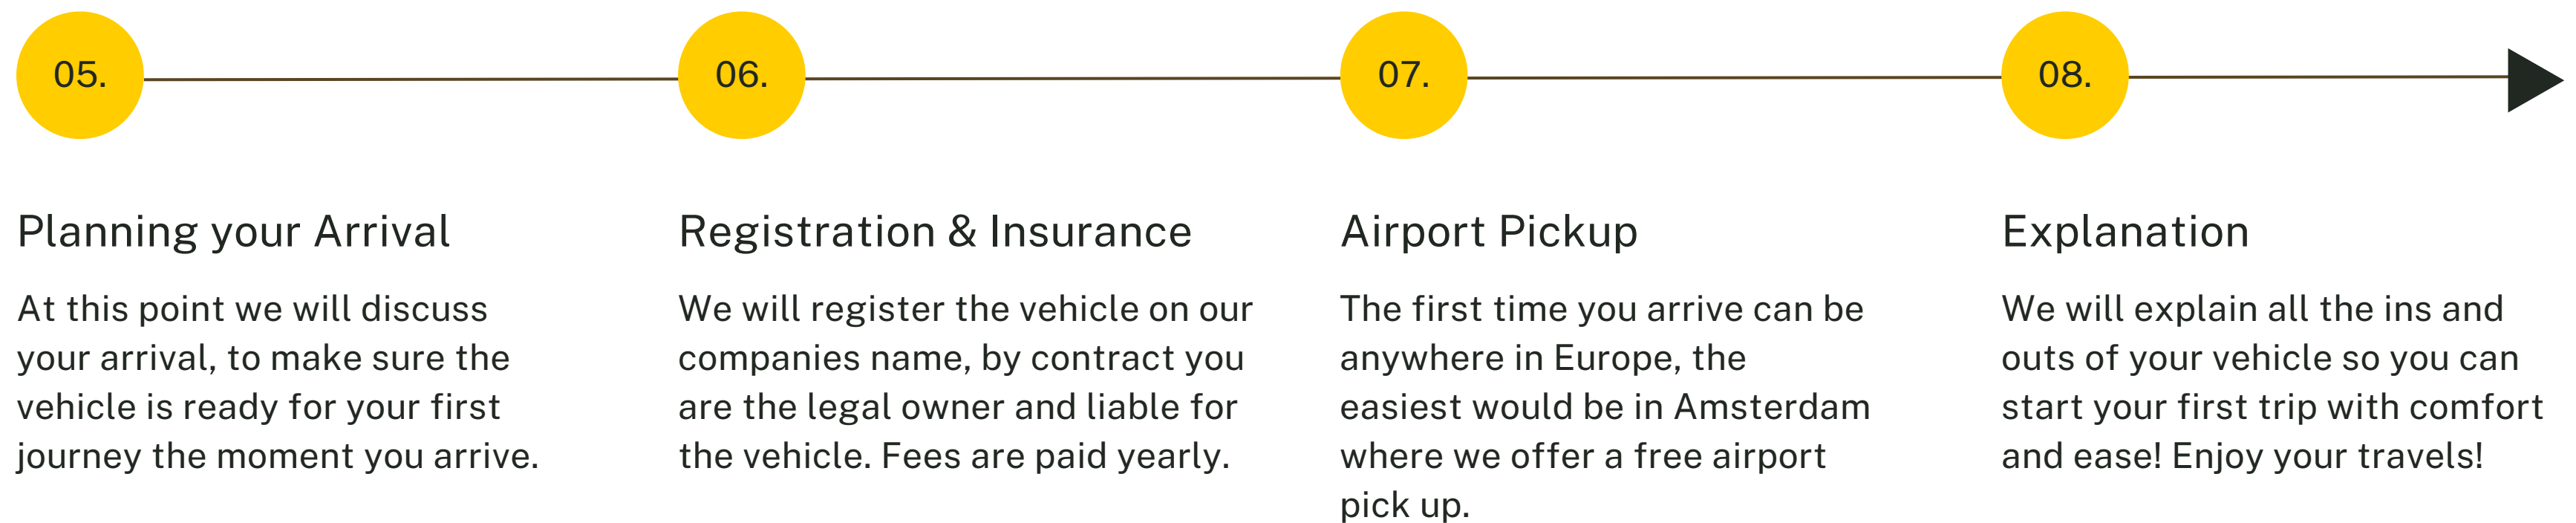 05.
06.
07.
08.
Planning your Arrival
At this point we will discuss
your arrival, to make sure the
vehicle is ready for your first
journey the moment you arrive.
Registration & Insurance
We will register the vehicle on our
companies name, by contract you
are the legal owner and liable for
the vehicle. Fees are paid yearly.
Airport Pickup
The first time you arrive can be
anywhere in Europe, the
easiest would be in Amsterdam
where we offer a free airport
pick up.
Explanation
We will explain all the ins and
outs of your vehicle so you can
start your first trip with comfort
and ease! Enjoy your travels!